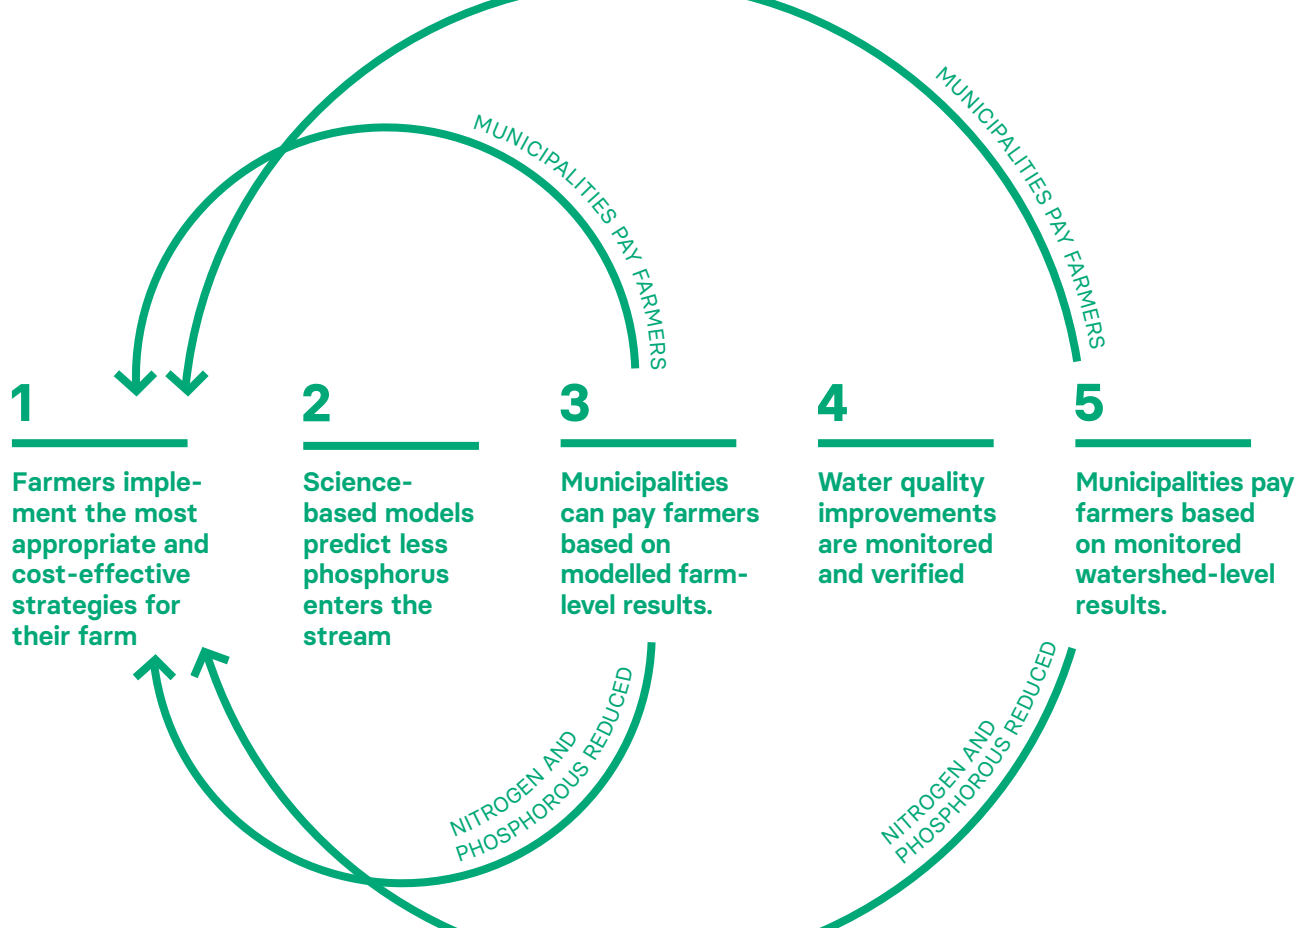 MUNICIPALITIES PAY FARMERS
MUNICIPALITIES PAY FARMERS
1
Farmers imple-
ment the most
appropriate and
cost-effective
strategies for
their farm
2
Science-
based models
predict less
phosphorus
enters the
stream
3
Municipalities
can pay farmers
based on
modelled farm-
level results.
4
Water quality
improvements
are monitored
and verified
5
Municipalities pay
farmers based
on monitored
watershed-level
results.
NITROGEN AND
PHOSPHOROUS REDUCED
NITROGEN AND
PHOSPHOROUS REDUCED